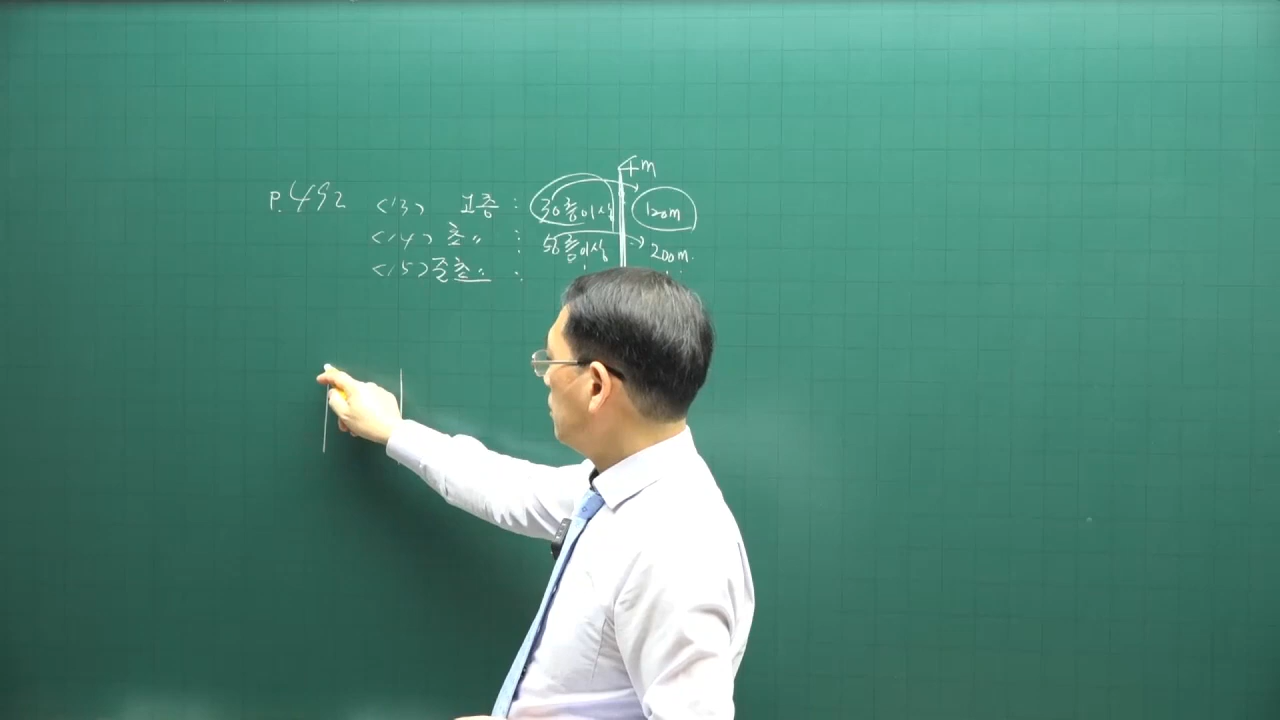 4m
P.492 <13> 고층 : 30층이상 120m
<14> 초〃 : 50층이상 200m.
<15> 준초〃 :